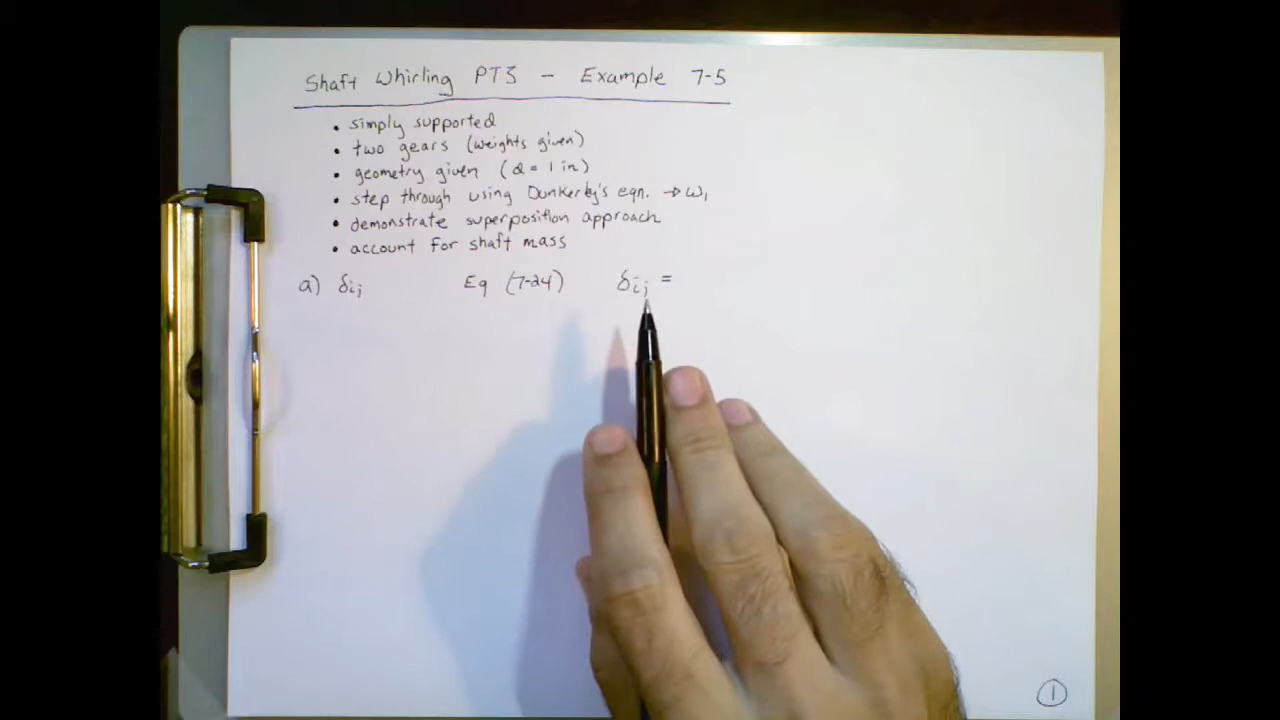 Shaft Whirling PT3 - Example 7-5
• simply supported
• two gears (weights given)
• geometry given (d = 1 in)
• step through using Dunkerly's eqn. → ω₁
• demonstrate superposition approach
• account for shaft mass
a) δij Eq (7-24) δij =
1